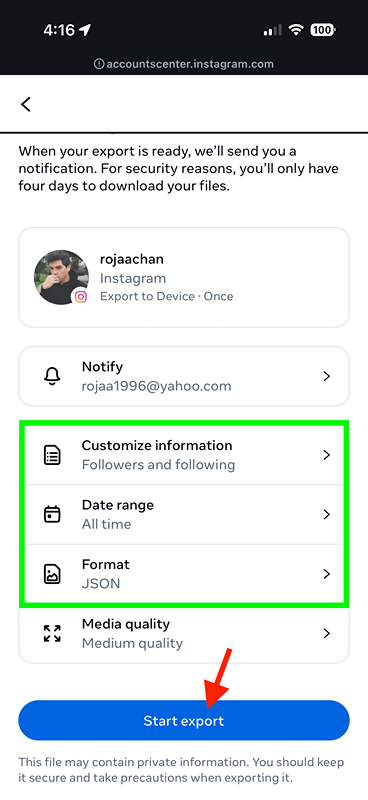 4:16
100
accountscenter.instagram.com
When your export is ready, we’ll send you a
notification. For security reasons, you’ll only have
four days to download your files.
rojaachan
Instagram
Export to Device · Once
Notify
rojaa1996@yahoo.com
Customize information
Followers and following
Date range
All time
Format
JSON
Media quality
Medium quality
Start export
This file may contain private information. You should keep
it secure and take precautions when exporting it.